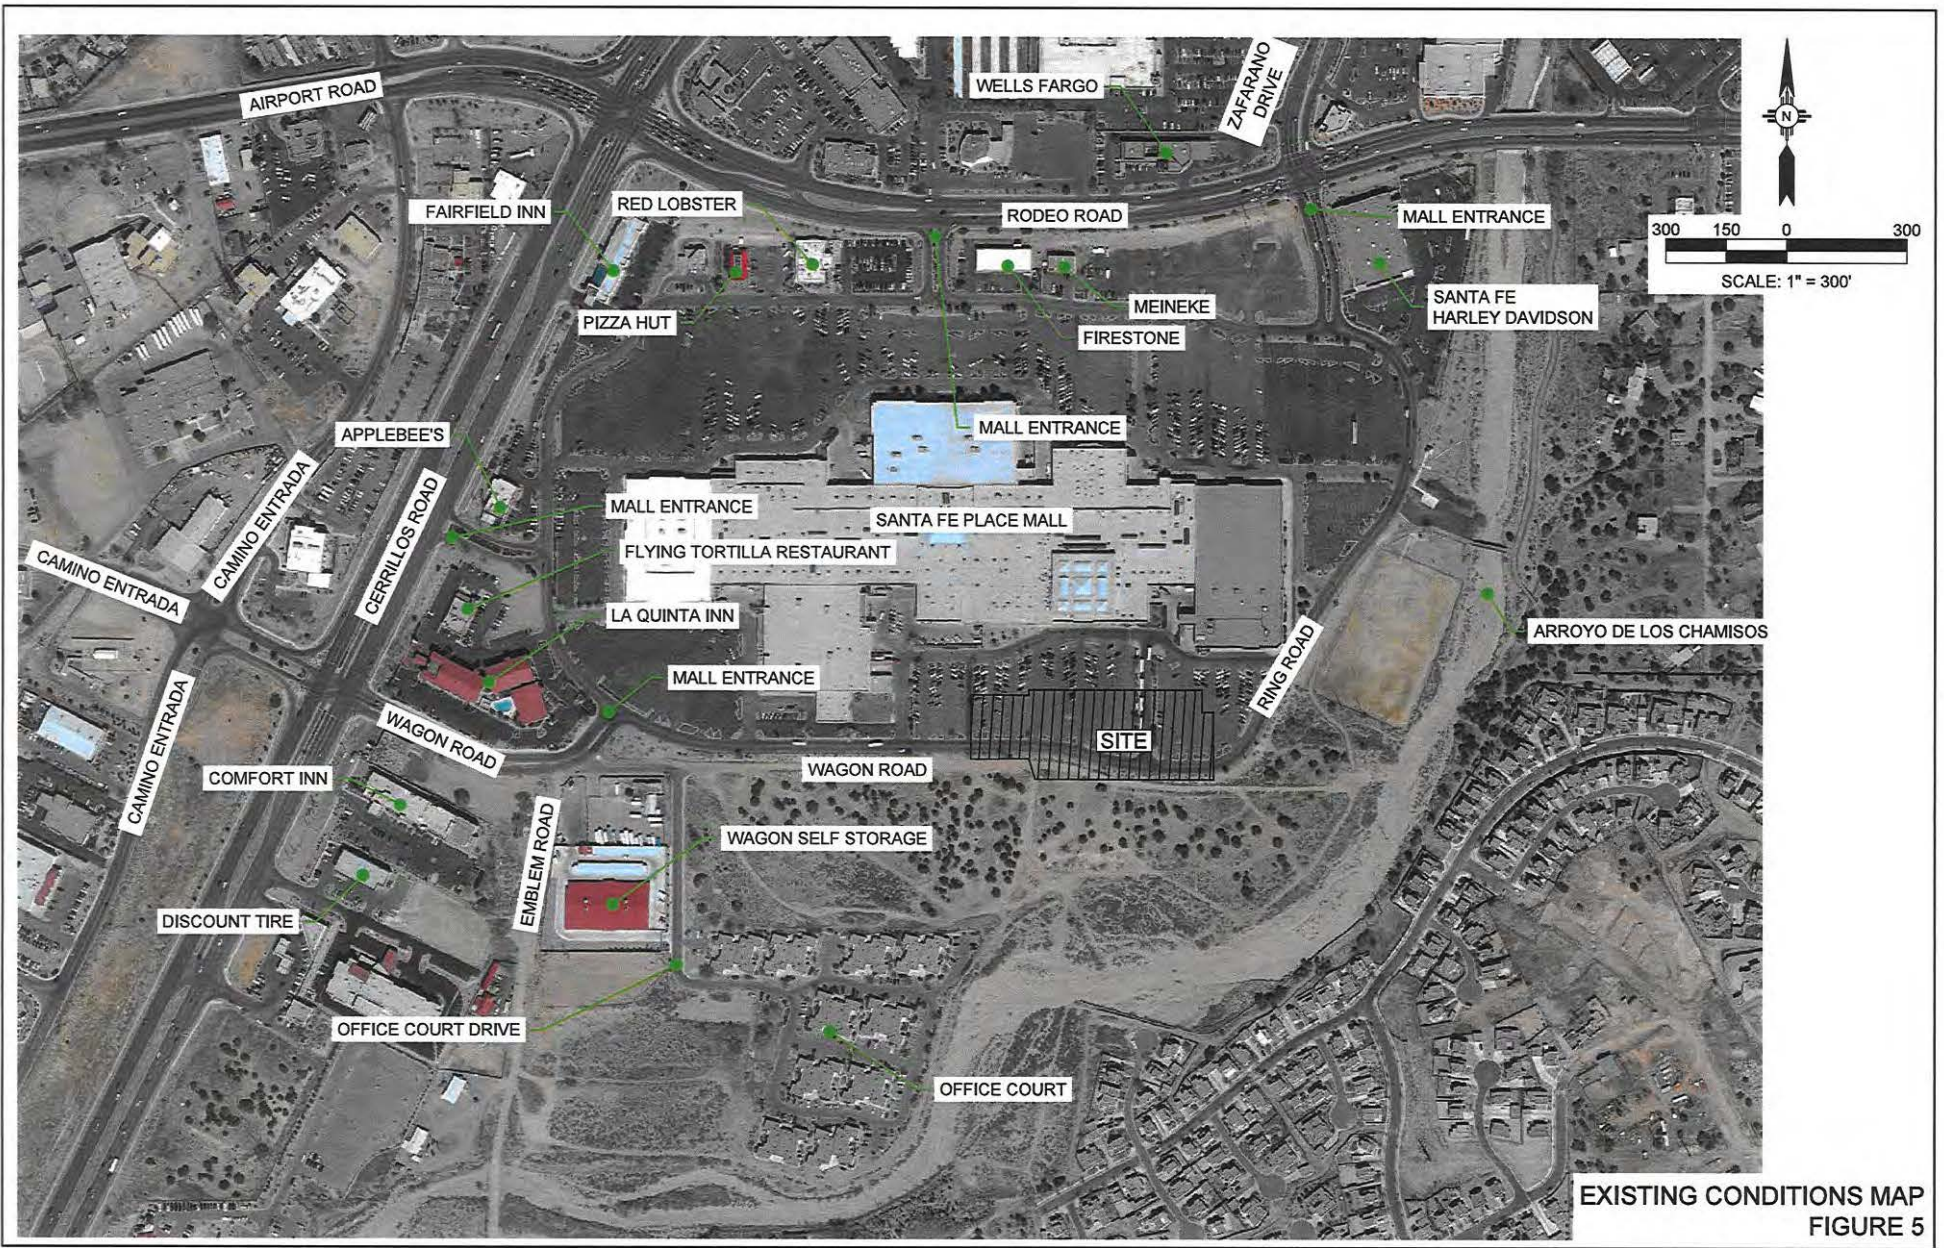 WELLS FARGO
ZAFARANO
DRIVE
AIRPORT ROAD
N
FAIRFIELD INN
RED LOBSTER
RODEO ROAD
MALL ENTRANCE
300 150 0 300
SCALE: 1" = 300'
PIZZA HUT
MEINEKE
FIRESTONE
SANTA FE
HARLEY DAVIDSON
APPLEBEE'S
MALL ENTRANCE
CAMINO ENTRADA
CERRILLOS ROAD
MALL ENTRANCE
SANTA FE PLACE MALL
FLYING TORTILLA RESTAURANT
CAMINO ENTRADA
LA QUINTA INN
ARROYO DE LOS CHAMISOS
RING ROAD
MALL ENTRANCE
CAMINO ENTRADA
WAGON ROAD
SITE
WAGON ROAD
COMFORT INN
EMBLEM ROAD
WAGON SELF STORAGE
DISCOUNT TIRE
OFFICE COURT DRIVE
OFFICE COURT
EXISTING CONDITIONS MAP
FIGURE 5